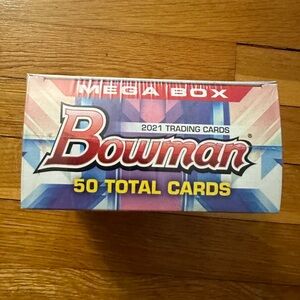 MEGA BOX
2021 TRADING CARDS
Bowman®
50 TOTAL CARDS